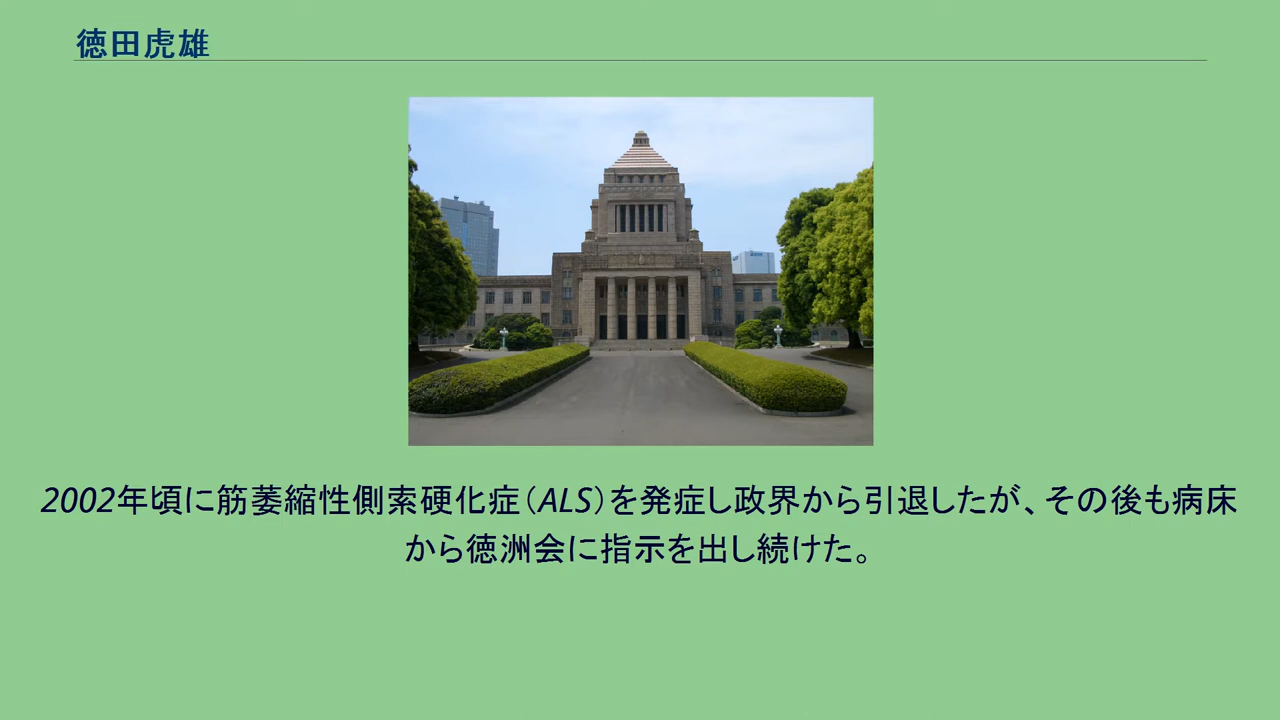 徳田虎雄
2002年頃に筋萎縮性側索硬化症（ALS）を発症し政界から引退したが、その後も病床
から徳洲会に指示を出し続けた。